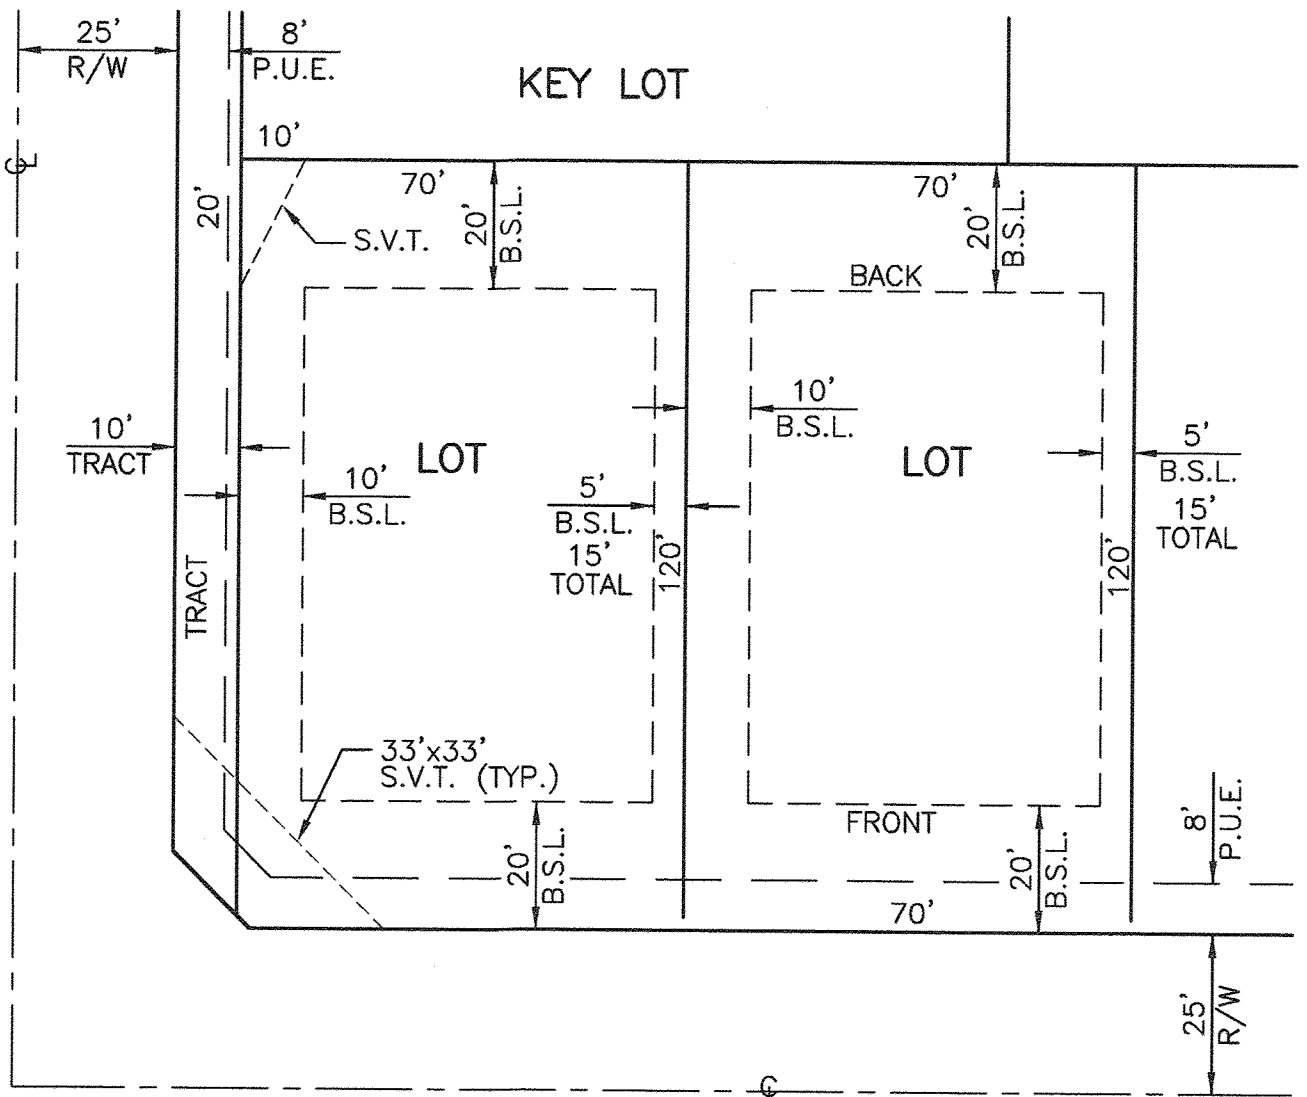 25'
R/W
8'
P.U.E.
KEY LOT
10'
℄
20'
70'
20'
B.S.L.
70'
20'
B.S.L.
S.V.T.
BACK
10'
B.S.L.
10'
TRACT
LOT
LOT
5'
B.S.L.
15'
TOTAL
10'
B.S.L.
5'
B.S.L.
15'
TOTAL
120'
120'
TRACT
33'x33'
S.V.T. (TYP.)
FRONT
8'
P.U.E.
20'
B.S.L.
20'
B.S.L.
70'
25'
R/W
℄